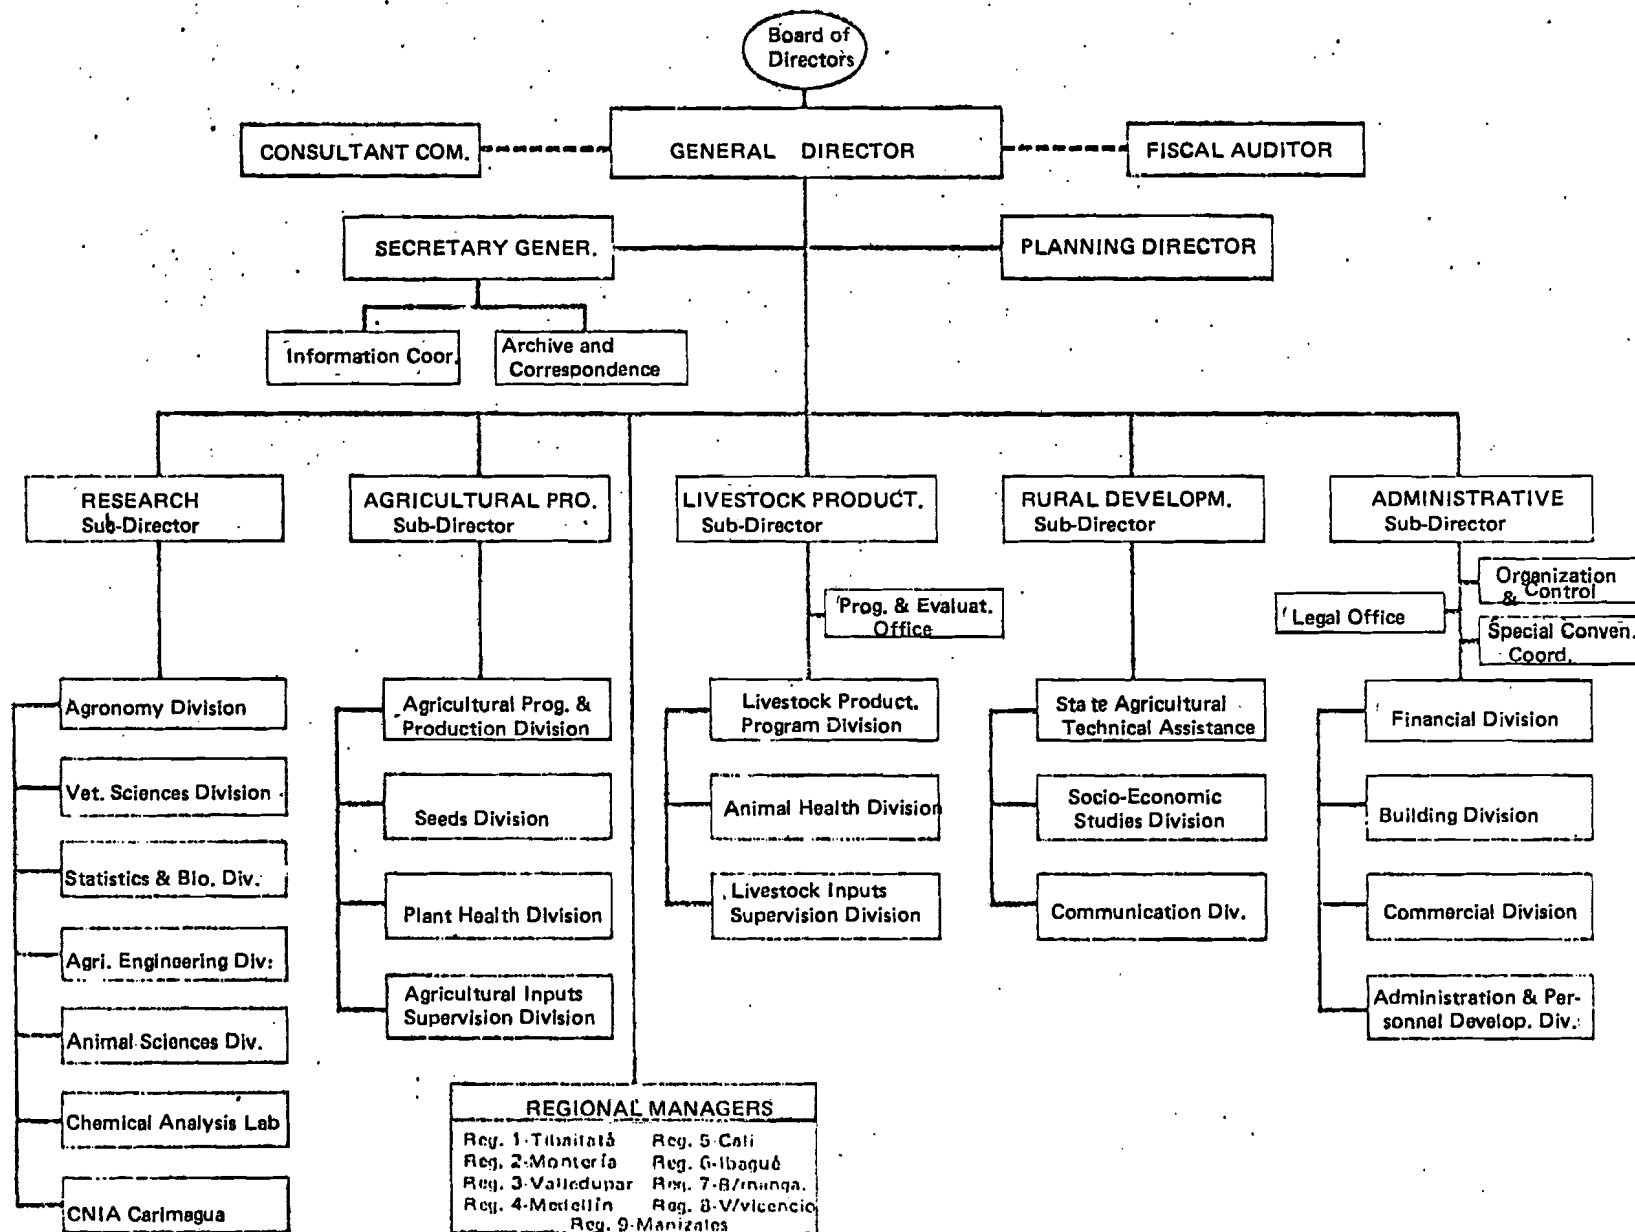 Board of
Directors
CONSULTANT COM.
GENERAL DIRECTOR
FISCAL AUDITOR
SECRETARY GENER.
PLANNING DIRECTOR
Information Coor.
Archive and
Correspondence
RESEARCH
Sub-Director
AGRICULTURAL PRO.
Sub-Director
LIVESTOCK PRODUCT.
Sub-Director
RURAL DEVELOPM.
Sub-Director
ADMINISTRATIVE
Sub-Director
Prog. & Evaluat.
Office
Legal Office
Organization
& Control
Special Conven.
Coord.
Agronomy Division
Vet. Sciences Division
Statistics & Bio. Div.
Agri. Engineering Div.
Animal Sciences Div.
Chemical Analysis Lab
CNIA Carimagua
Agricultural Prog. &
Production Division
Seeds Division
Plant Health Division
Agricultural Inputs
Supervision Division
Livestock Product.
Program Division
Animal Health Division
Livestock Inputs
Supervision Division
State Agricultural
Technical Assistance
Socio-Economic
Studies Division
Communication Div.
Financial Division
Building Division
Commercial Division
Administration & Per-
sonnel Develop. Div.
REGIONAL MANAGERS
Reg. 1-Tibaitatá Reg. 5-Cali
Reg. 2-Montería Reg. 6-Ibagué
Reg. 3-Valledupar Reg. 7-B/manga.
Reg. 4-Medellín Reg. 8-V/vicencio
Reg. 9-Manizales